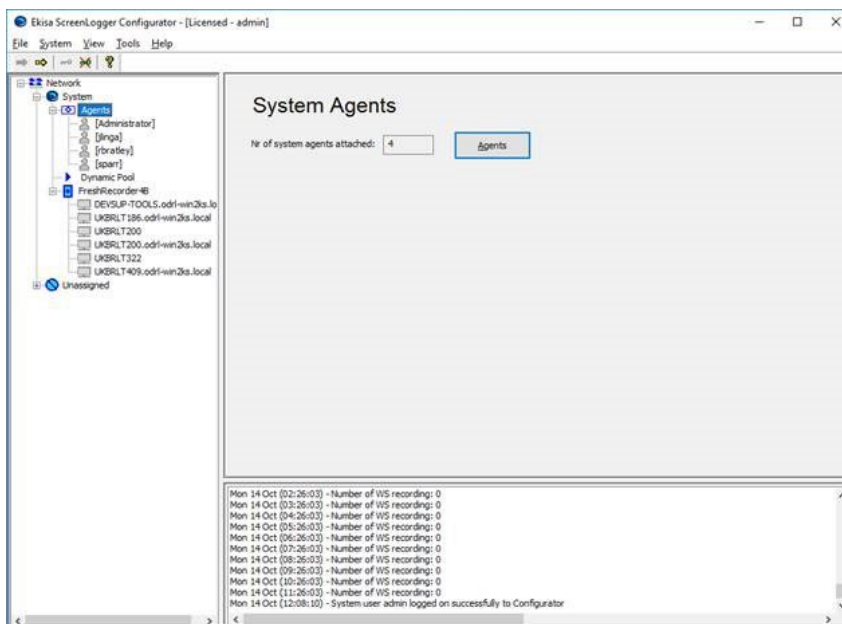 Ekisa ScreenLogger Configurator - [Licensed - admin]
File System View Tools Help
Network
System
Agents
[Administrator]
[jlinga]
[rbratley]
[sparr]
Dynamic Pool
FreshRecorder4B
DEVSUP-TOOLS.odrl-win2ks.lo
UKBRLT186.odrl-win2ks.local
UKBRLT200
UKBRLT200.odrl-win2ks.local
UKBRLT322
UKBRLT409.odrl-win2ks.local
Unassigned
System Agents
Nr of system agents attached: 4 Agents
Mon 14 Oct (02:26:03) - Number of WS recording: 0
Mon 14 Oct (03:26:03) - Number of WS recording: 0
Mon 14 Oct (04:26:03) - Number of WS recording: 0
Mon 14 Oct (05:26:03) - Number of WS recording: 0
Mon 14 Oct (06:26:03) - Number of WS recording: 0
Mon 14 Oct (07:26:03) - Number of WS recording: 0
Mon 14 Oct (08:26:03) - Number of WS recording: 0
Mon 14 Oct (09:26:03) - Number of WS recording: 0
Mon 14 Oct (10:26:03) - Number of WS recording: 0
Mon 14 Oct (11:26:03) - Number of WS recording: 0
Mon 14 Oct (12:08:10) - System user admin logged on successfully to Configurator